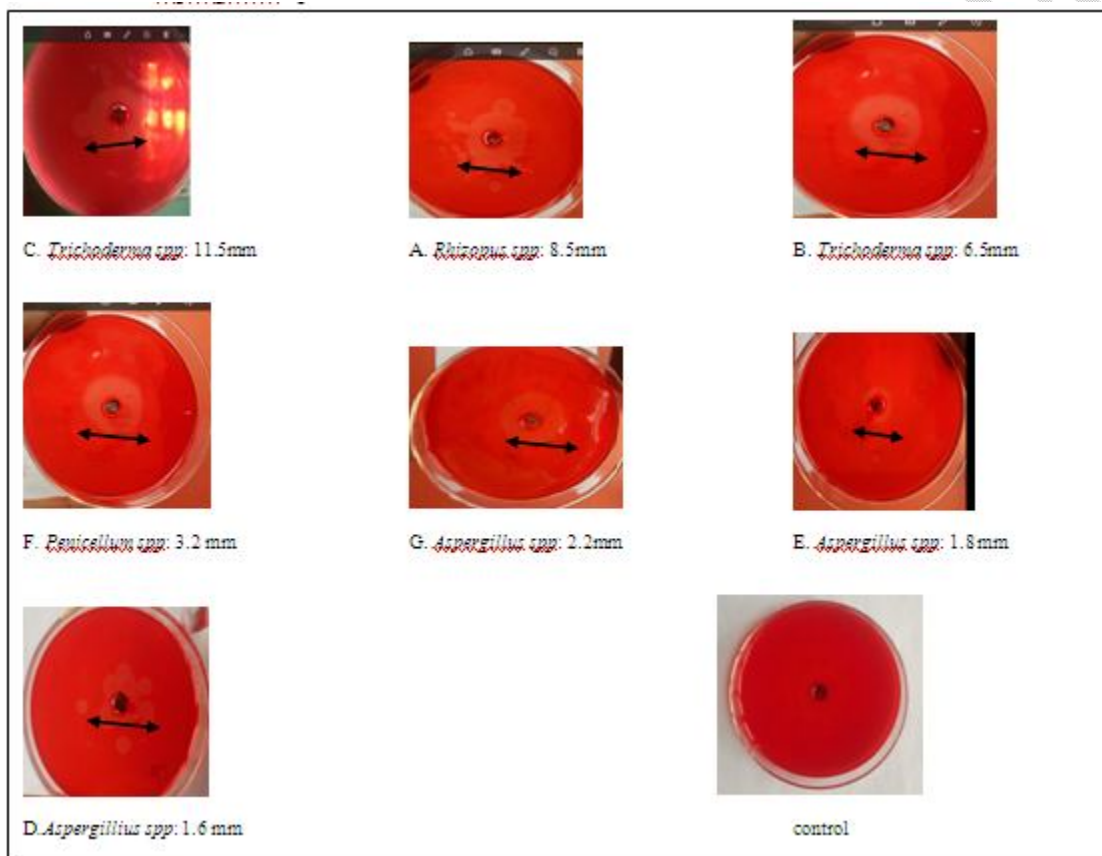 C. Trichoderma spp: 11.5mm
A. Rhizopus spp: 8.5mm
B. Trichoderma spp: 6.5mm
F. Penicellum spp: 3.2 mm
G. Aspergillus spp: 2.2mm
E. Aspergillus spp: 1.8mm
D.Aspergillius spp: 1.6 mm
control